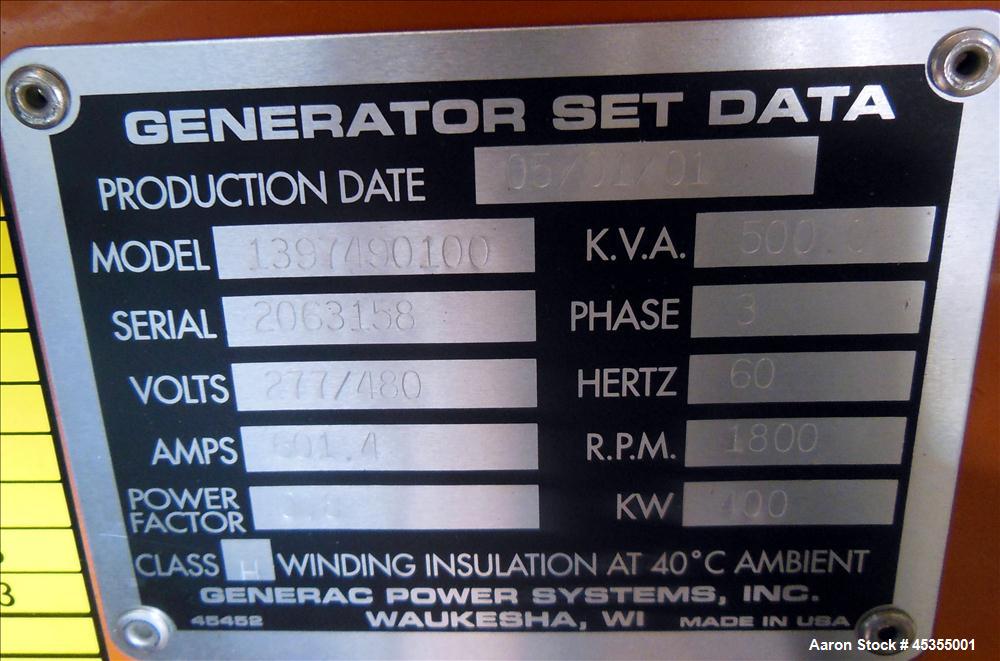 GENERATOR SET DATA
PRODUCTION DATE 05/01/01
MODEL 1397490100 K.V.A. 500
SERIAL 2063158 PHASE 3
VOLTS 277/480 HERTZ 60
AMPS 601.4 R.P.M. 1800
POWER FACTOR KW 400
CLASS H WINDING INSULATION AT 40°C AMBIENT
GENERAC POWER SYSTEMS, INC.
45452 WAUKESHA, WI MADE IN USA
3
Aaron Stock # 45355001